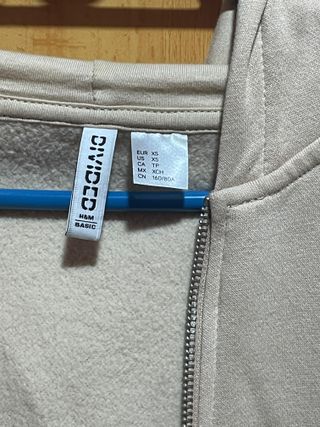 DIVIDED
H&M
BASIC
EUR XS
US XS
CA TP
MX XCH
CN 160/80A